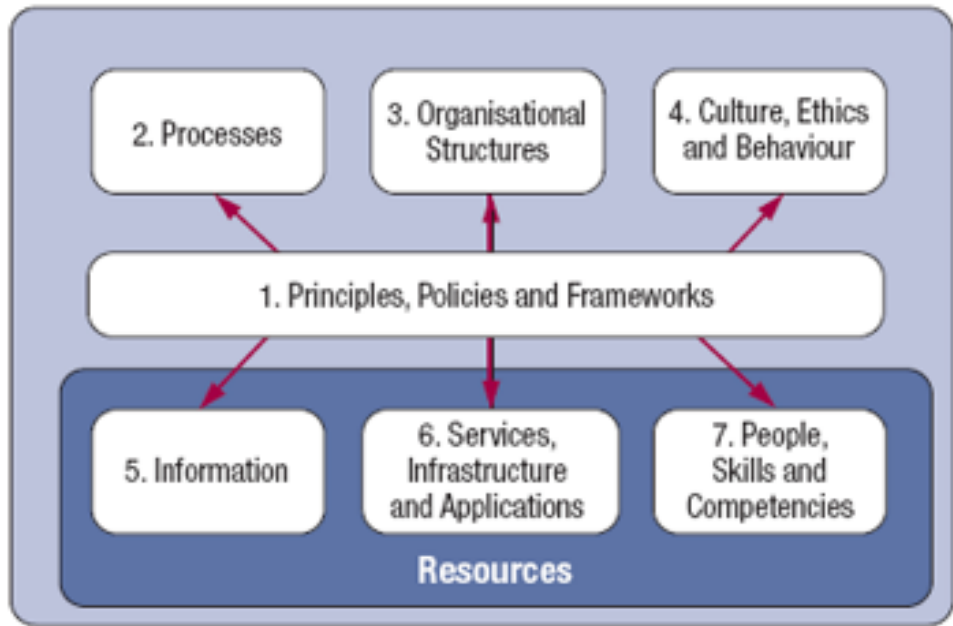 2. Processes
3. Organisational
Structures
4. Culture, Ethics
and Behaviour
1. Principles, Policies and Frameworks
5. Information
6. Services,
Infrastructure
and Applications
7. People,
Skills and
Competencies
Resources